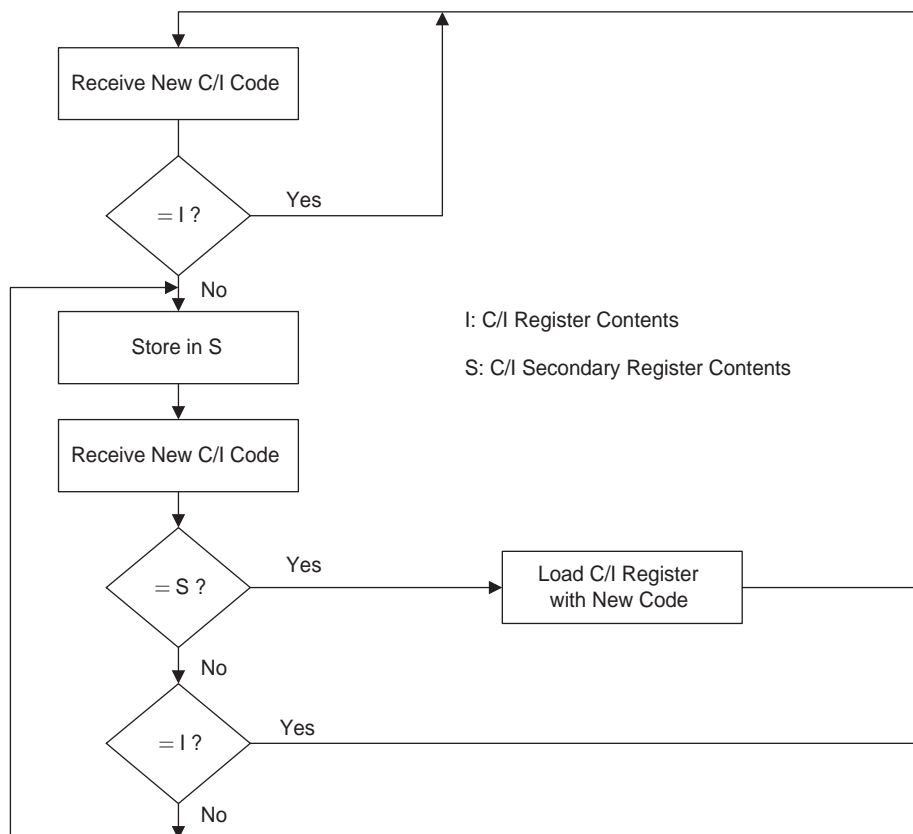 Receive New C/I Code
= I ?
Yes
No
Store in S
I: C/I Register Contents
S: C/I Secondary Register Contents
Receive New C/I Code
= S ?
Yes
Load C/I Register
with New Code
No
= I ?
Yes
No